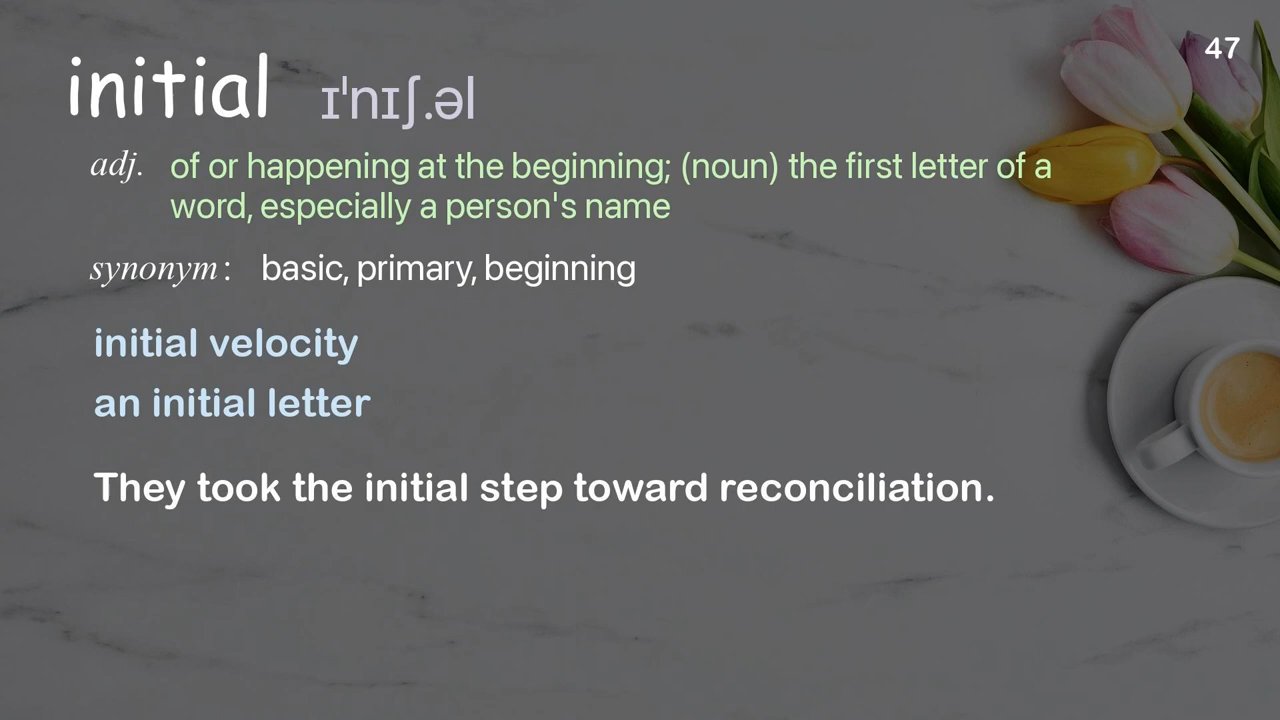 47
initial ɪˈnɪʃ.əl
adj. of or happening at the beginning; (noun) the first letter of a
word, especially a person's name
synonym: basic, primary, beginning
initial velocity
an initial letter
They took the initial step toward reconciliation.